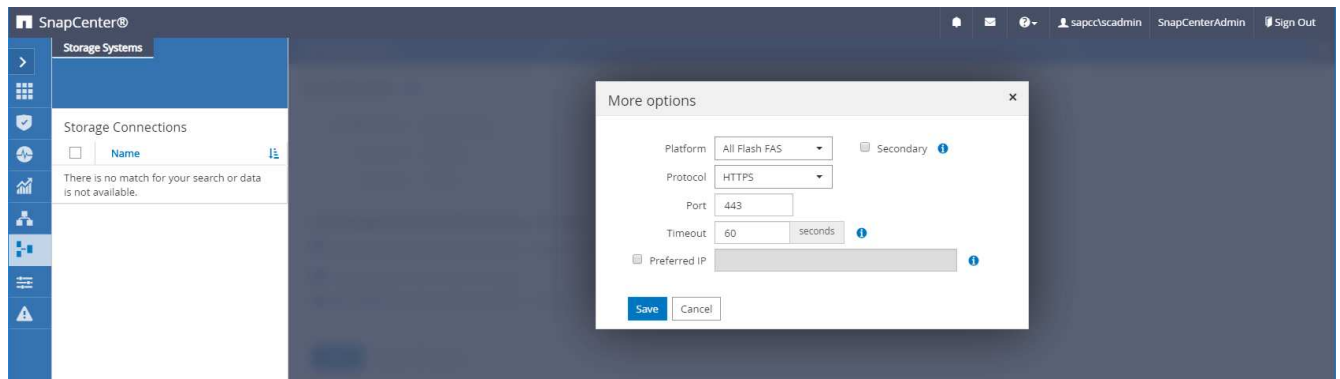 SnapCenter®
sapcc\scadmin SnapCenterAdmin Sign Out
Storage Systems
Storage Connections
Name
There is no match for your search or data
is not available.
More options
×
Platform All Flash FAS Secondary
Protocol HTTPS
Port 443
Timeout 60 seconds
Preferred IP
Save Cancel